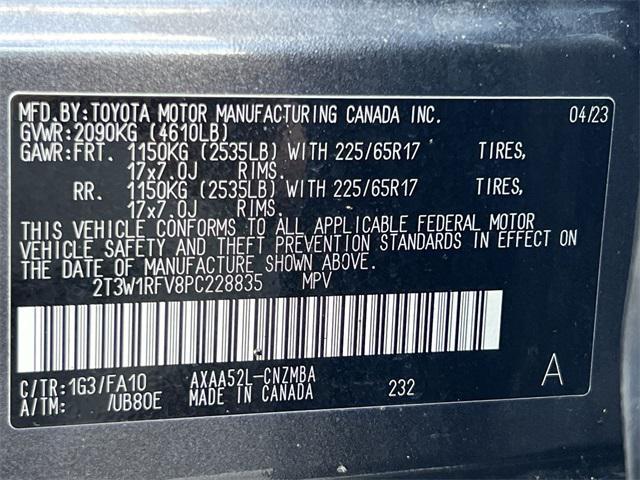 MFD.BY:TOYOTA MOTOR MANUFACTURING CANADA INC. 04/23
GVWR:2090KG (4610LB)
GAWR:FRT. 1150KG (2535LB) WITH 225/65R17 TIRES,
17x7.0J RIMS.
RR. 1150KG (2535LB) WITH 225/65R17 TIRES,
17x7.0J RIMS.
THIS VEHICLE CONFORMS TO ALL APPLICABLE FEDERAL MOTOR
VEHICLE SAFETY AND THEFT PREVENTION STANDARDS IN EFFECT ON
THE DATE OF MANUFACTURE SHOWN ABOVE.
2T3W1RFV8PC228835 MPV
C/TR:1G3/FA10 AXAA52L-CNZMBA A
A/TM: /UB80E MADE IN CANADA 232